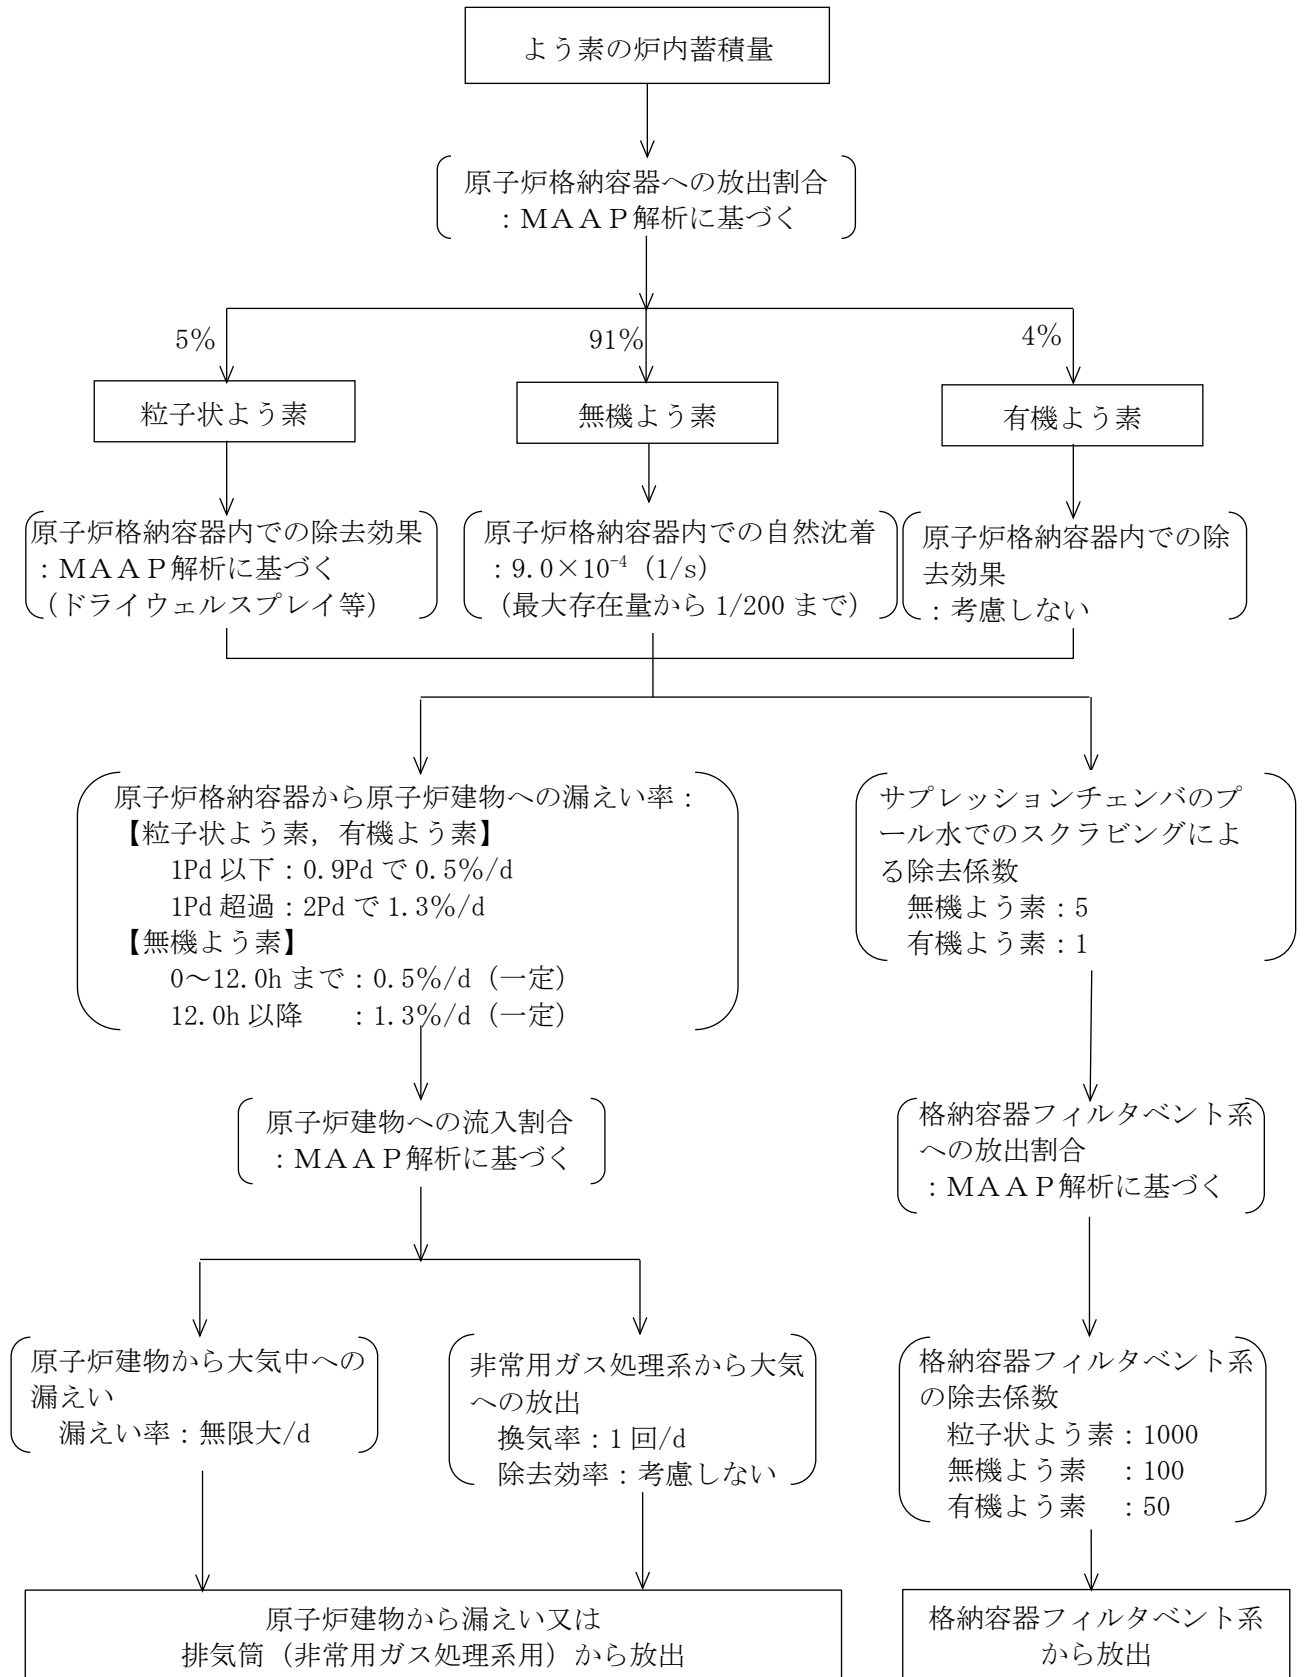 よう素の炉内蓄積量
原子炉格納容器への放出割合
：ＭＡＡＰ解析に基づく
5%
91%
4%
粒子状よう素
無機よう素
有機よう素
原子炉格納容器内での除去効果
：ＭＡＡＰ解析に基づく
（ドライウェルスプレイ等）
原子炉格納容器内での自然沈着
：9.0×10⁻⁴（1/s）
（最大存在量から 1/200 まで）
原子炉格納容器内での除
去効果
：考慮しない
原子炉格納容器から原子炉建物への漏えい率：
【粒子状よう素，有機よう素】
1Pd 以下：0.9Pd で 0.5%/d
1Pd 超過：2Pd で 1.3%/d
【無機よう素】
0～12.0h まで：0.5%/d（一定）
12.0h 以降　：1.3%/d（一定）
サプレッションチェンバのプ
ール水でのスクラビングによ
る除去係数
無機よう素：5
有機よう素：1
原子炉建物への流入割合
：ＭＡＡＰ解析に基づく
格納容器フィルタベント系
への放出割合
：ＭＡＡＰ解析に基づく
原子炉建物から大気中への
漏えい
漏えい率：無限大/d
非常用ガス処理系から大気
への放出
換気率：1 回/d
除去効率：考慮しない
格納容器フィルタベント系
の除去係数
粒子状よう素：1000
無機よう素　：100
有機よう素　：50
原子炉建物から漏えい又は
排気筒（非常用ガス処理系用）から放出
格納容器フィルタベント系
から放出